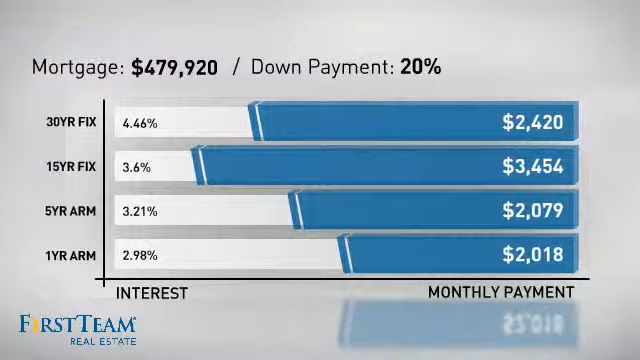 Mortgage: $479,920 / Down Payment: 20%
30YR FIX 4.46% $2,420
15YR FIX 3.6% $3,454
5YR ARM 3.21% $2,079
1YR ARM 2.98% $2,018
INTEREST MONTHLY PAYMENT
FIRSTTEAM®
REAL ESTATE